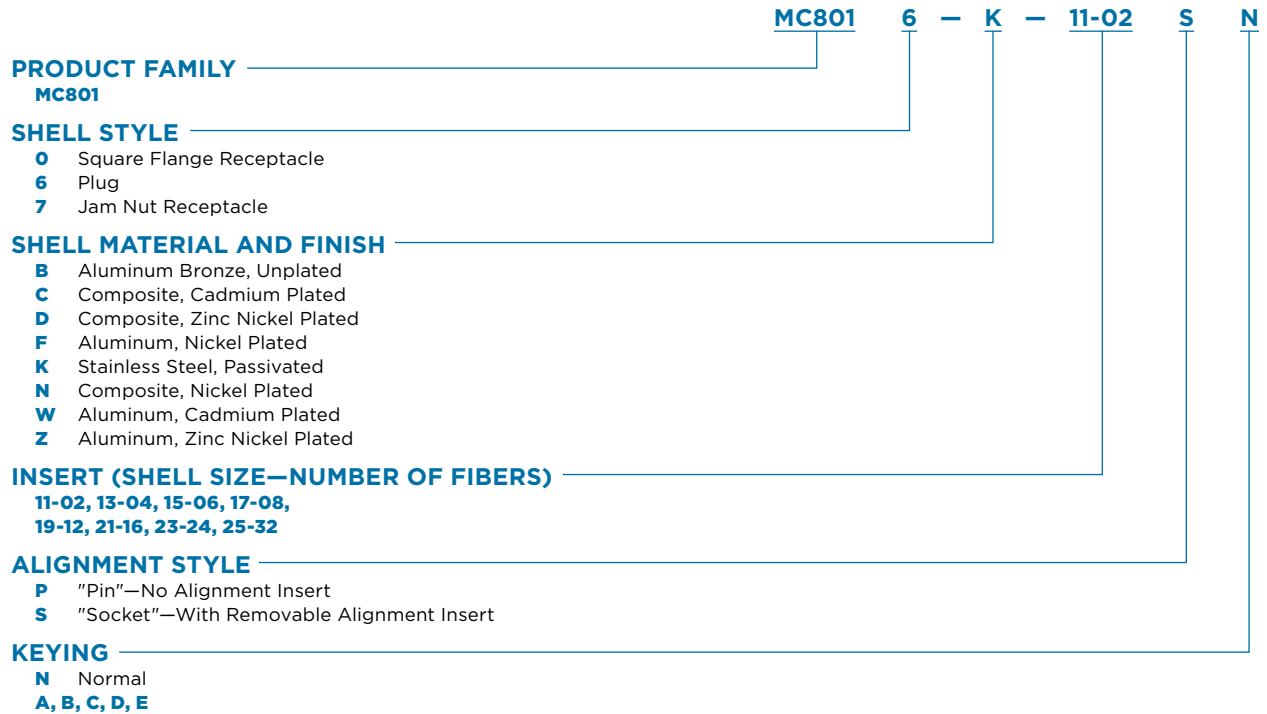 MC801 6 — K — 11-02 S N
PRODUCT FAMILY
MC801
SHELL STYLE
0 Square Flange Receptacle
6 Plug
7 Jam Nut Receptacle
SHELL MATERIAL AND FINISH
B Aluminum Bronze, Unplated
C Composite, Cadmium Plated
D Composite, Zinc Nickel Plated
F Aluminum, Nickel Plated
K Stainless Steel, Passivated
N Composite, Nickel Plated
W Aluminum, Cadmium Plated
Z Aluminum, Zinc Nickel Plated
INSERT (SHELL SIZE—NUMBER OF FIBERS)
11-02, 13-04, 15-06, 17-08,
19-12, 21-16, 23-24, 25-32
ALIGNMENT STYLE
P "Pin"—No Alignment Insert
S "Socket"—With Removable Alignment Insert
KEYING
N Normal
A, B, C, D, E